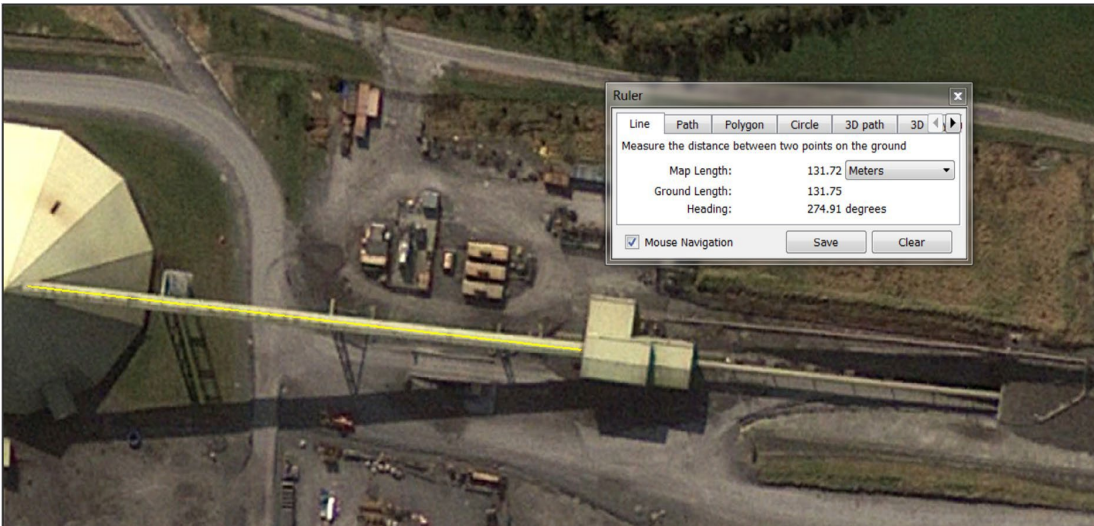 Ruler
Line Path Polygon Circle 3D path 3D
Measure the distance between two points on the ground
Map Length: 131.72 Meters
Ground Length: 131.75
Heading: 274.91 degrees
Mouse Navigation Save Clear